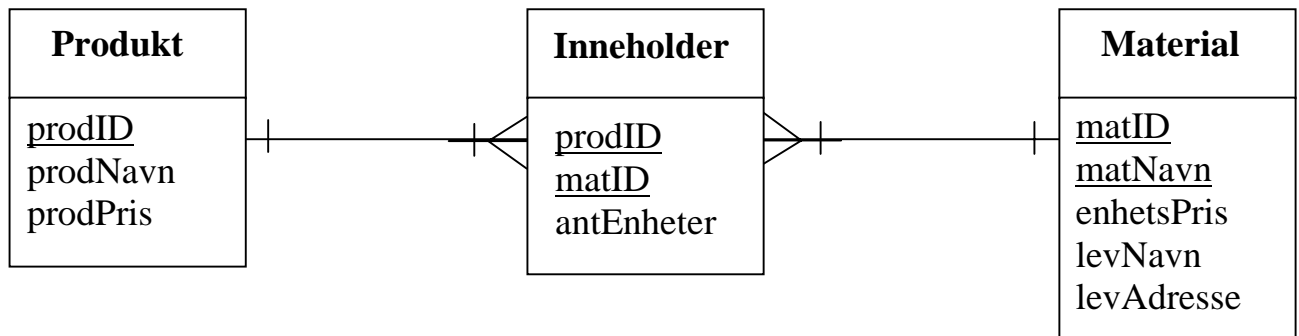 Produkt
prodID
prodNavn
prodPris
Inneholder
prodID
matID
antEnheter
Material
matID
matNavn
enhetsPris
levNavn
levAdresse